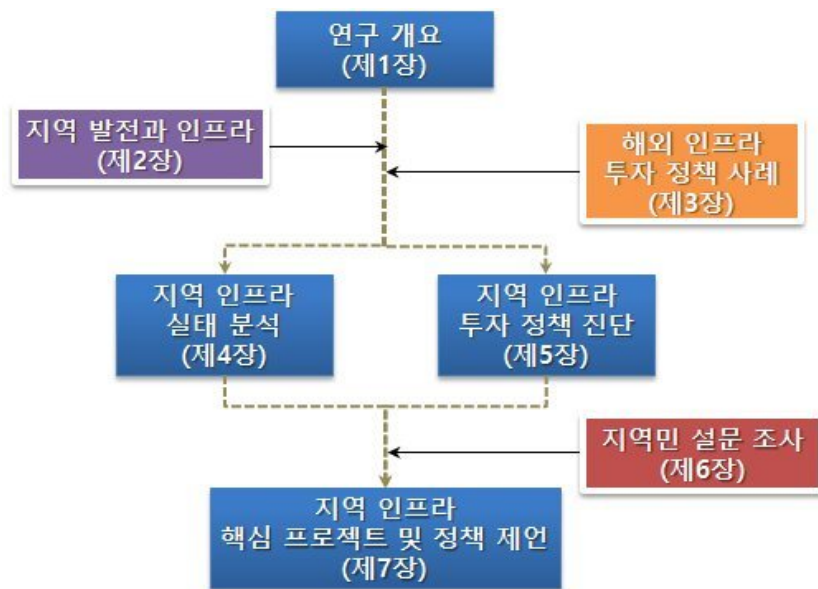 연구 개요
(제1장)
지역 발전과 인프라
(제2장)
해외 인프라
투자 정책 사례
(제3장)
지역 인프라
실태 분석
(제4장)
지역 인프라
투자 정책 진단
(제5장)
지역민 설문 조사
(제6장)
지역 인프라
핵심 프로젝트 및 정책 제언
(제7장)